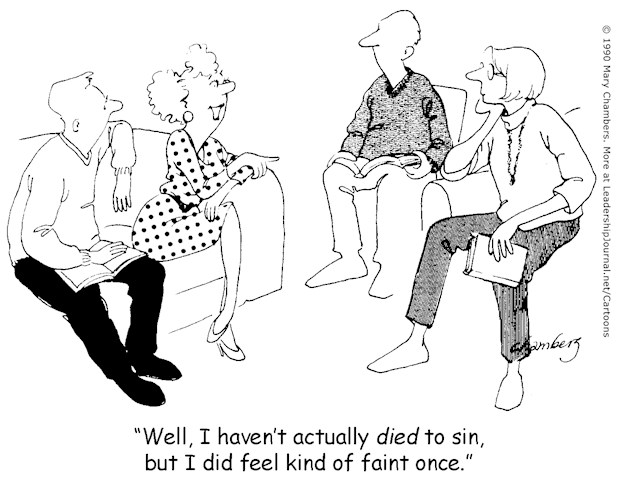 “Well, I haven’t actually died to sin,
but I did feel kind of faint once.”
© 1990 Mary Chambers. More at LeadershipJournal.net/Cartoons